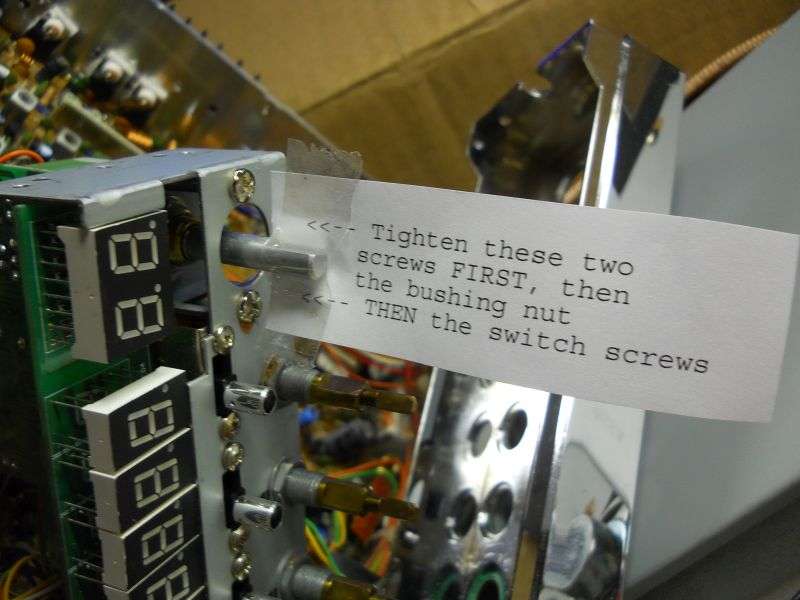 <<-- Tighten these two
screws FIRST, then
the bushing nut
<<-- THEN the switch screws